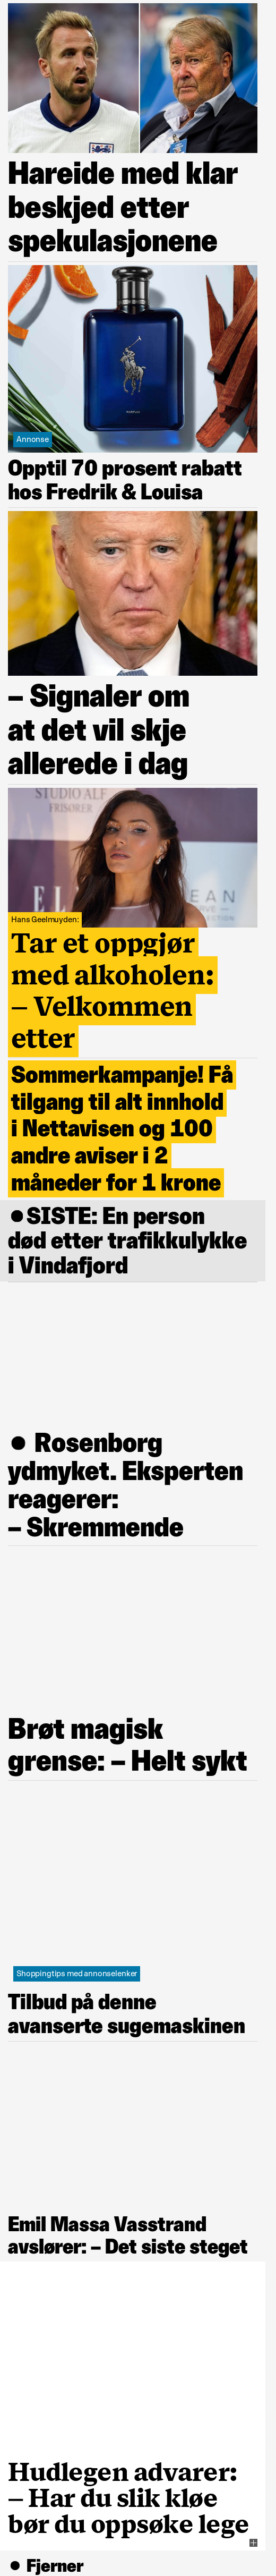 Hareide med klar
beskjed etter
spekulasjonene
Annonse
Opptil 70 prosent rabatt
hos Fredrik & Louisa
– Signaler om
at det vil skje
allerede i dag
STUDIO ALF
FRISØRER
Hans Geelmuyden:
Tar et oppgjør
med alkoholen:
– Velkommen
etter
Sommerkampanje! Få
tilgang til alt innhold
i Nettavisen og 100
andre aviser i 2
måneder for 1 krone
●SISTE: En person
død etter trafikkulykke
i Vindafjord
● Rosenborg
ydmyket. Eksperten
reagerer:
– Skremmende
Brøt magisk
grense: – Helt sykt
Shoppingtips med annonselenker
Tilbud på denne
avanserte sugemaskinen
Emil Massa Vasstrand
avslører: – Det siste steget
Hudlegen advarer:
– Har du slik kløe
bør du oppsøke lege
● Fjerner